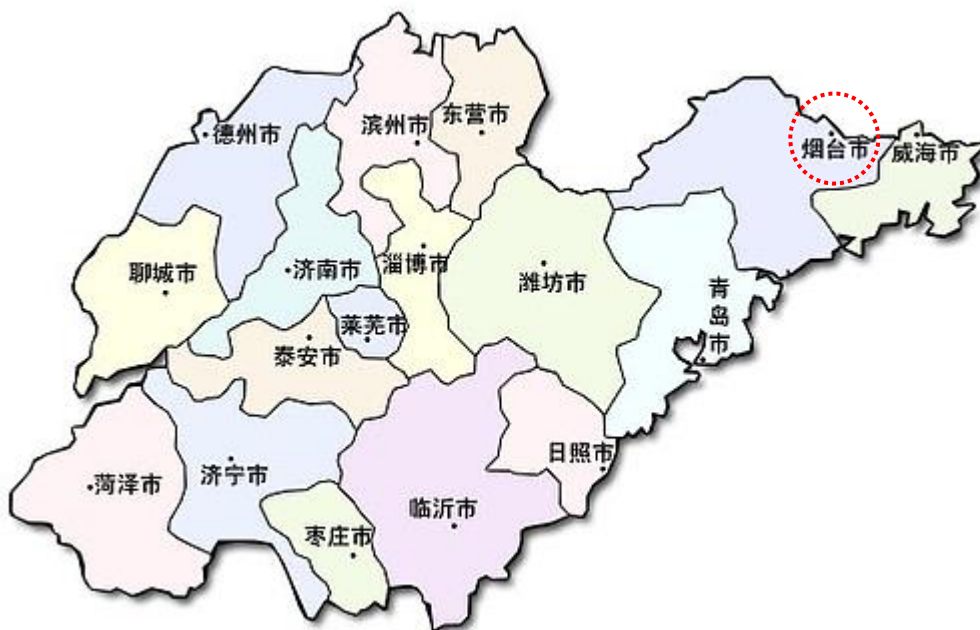 德州市
滨州市
东营市
烟台市
威海市
聊城市
济南市
淄博市
潍坊市
青岛市
莱芜市
泰安市
菏泽市
济宁市
日照市
临沂市
枣庄市